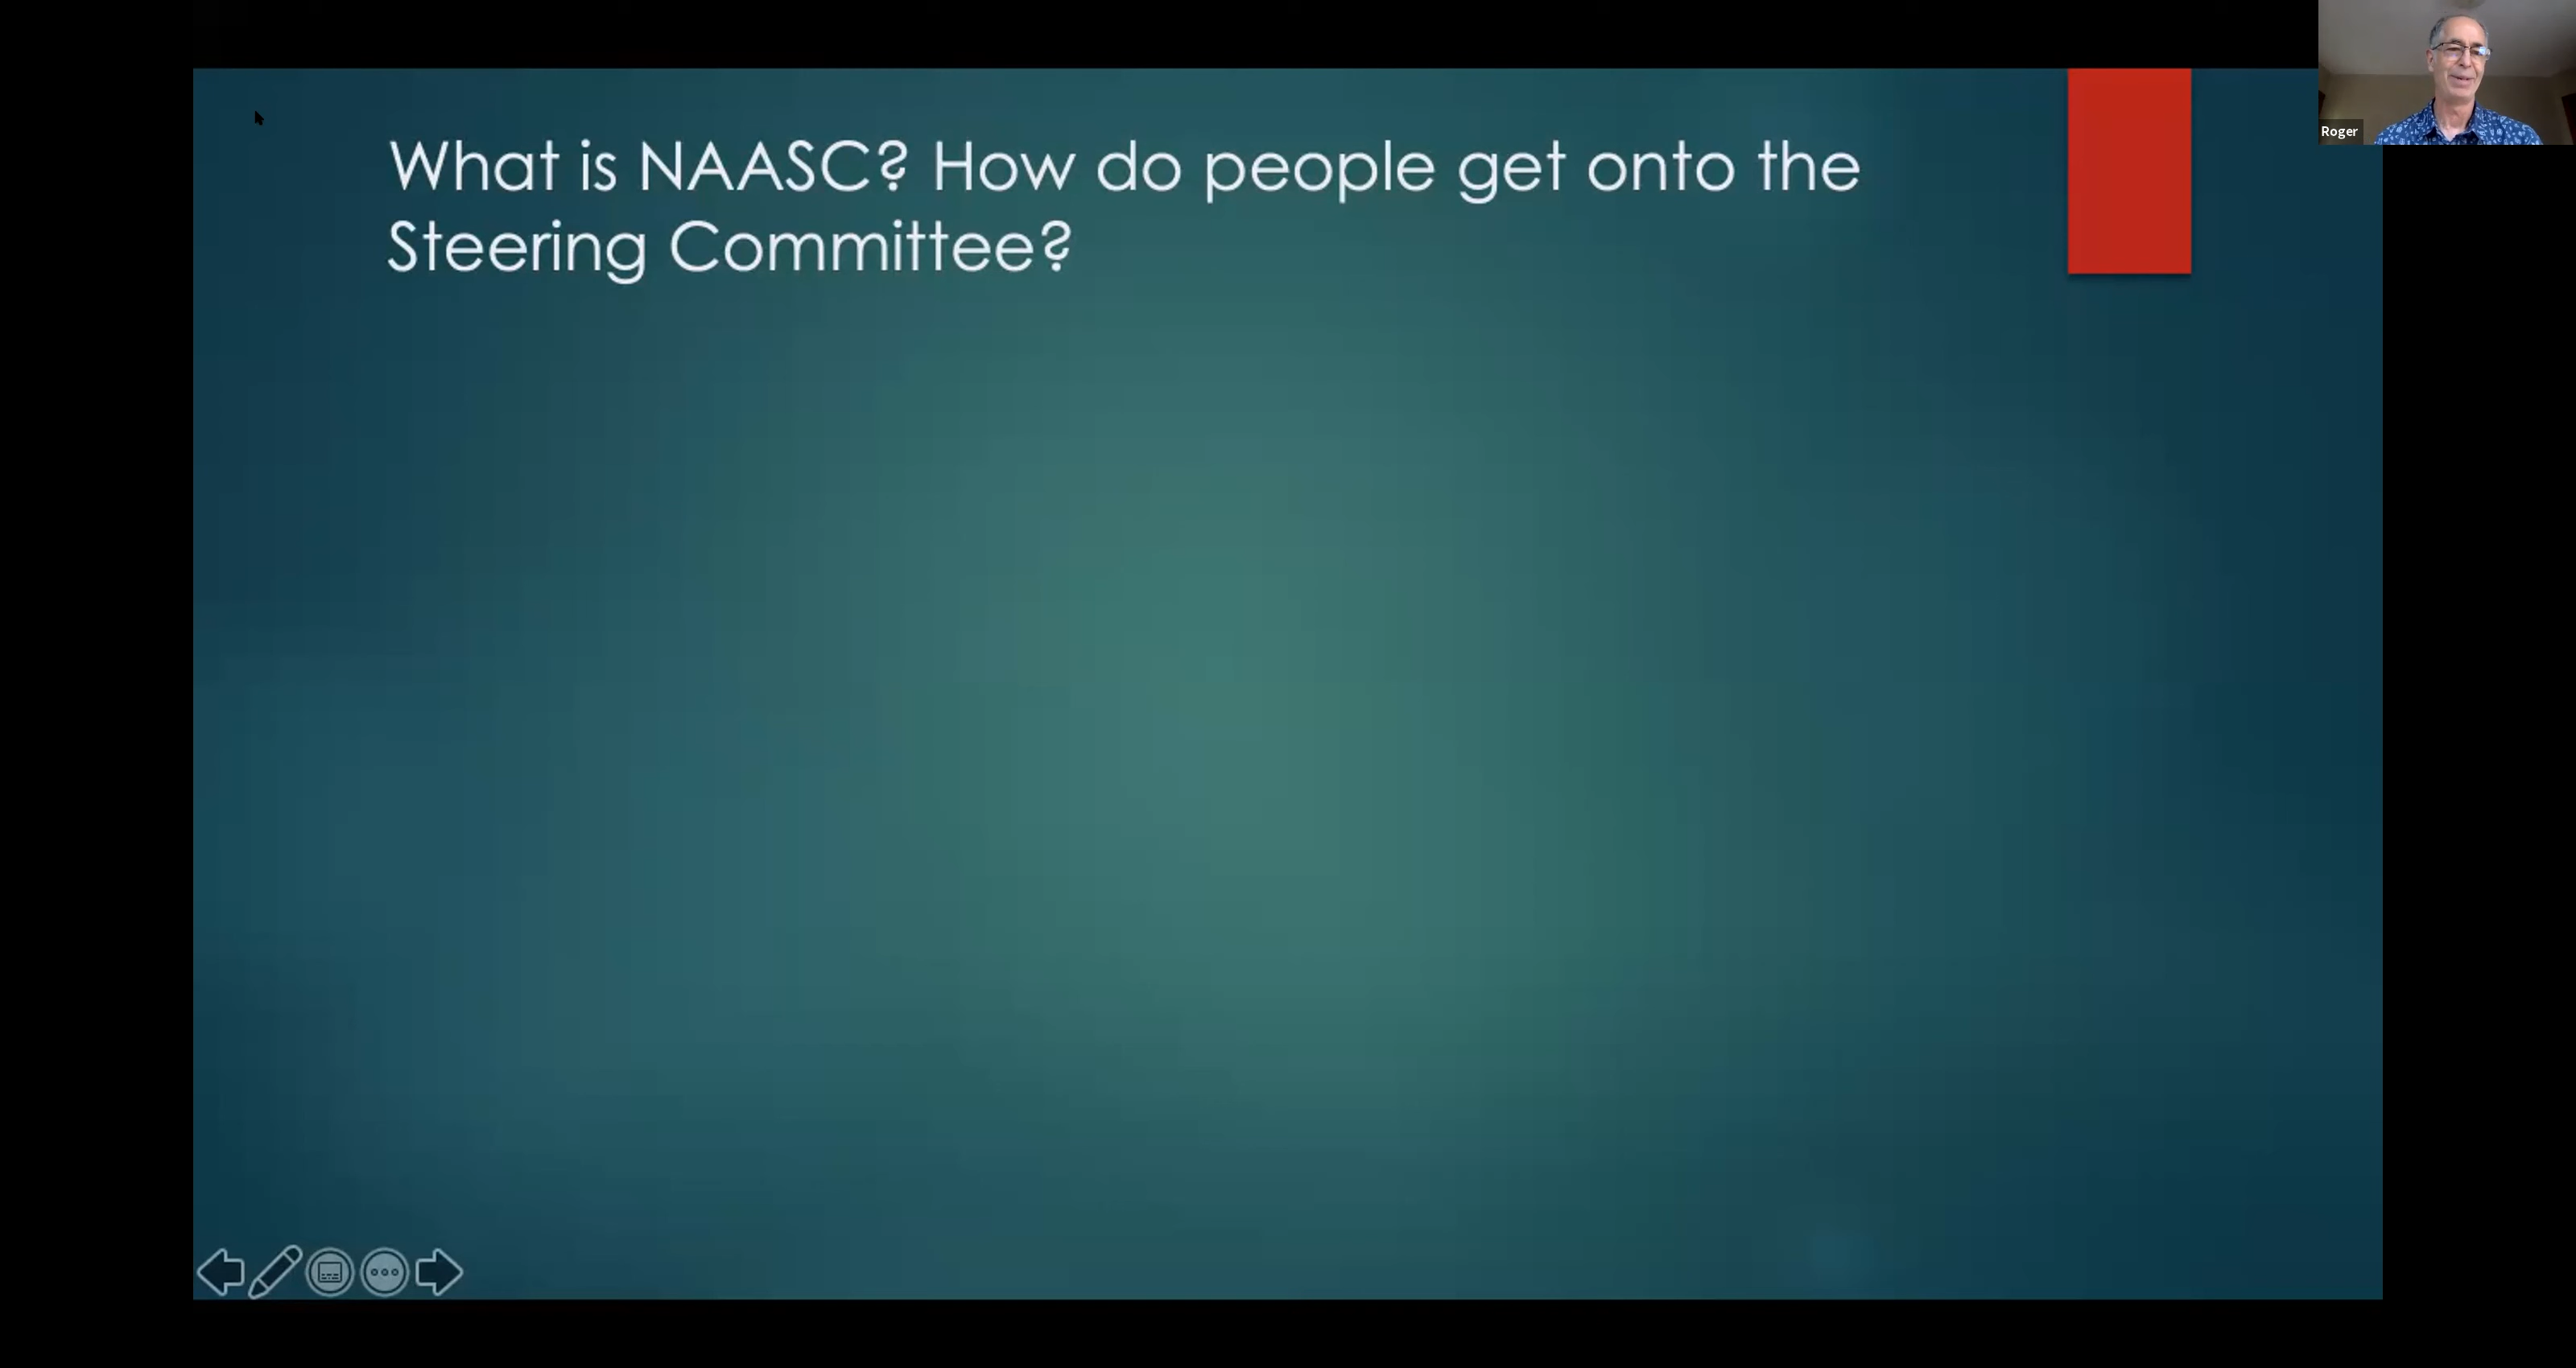 What is NAASC? How do people get onto the
Steering Committee?
Roger